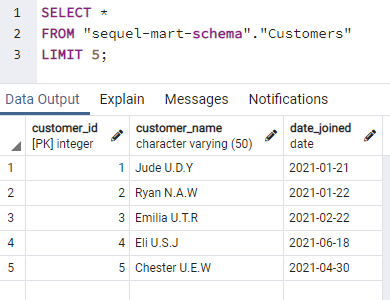 1 SELECT *
2 FROM "sequel-mart-schema"."Customers"
3 LIMIT 5;
Data Output Explain Messages Notifications
customer_id customer_name date_joined
[PK] integer character varying (50) date
1 1 Jude U.D.Y 2021-01-21
2 2 Ryan N.A.W 2021-01-22
3 3 Emilia U.T.R 2021-02-22
4 4 Eli U.S.J 2021-06-18
5 5 Chester U.E.W 2021-04-30